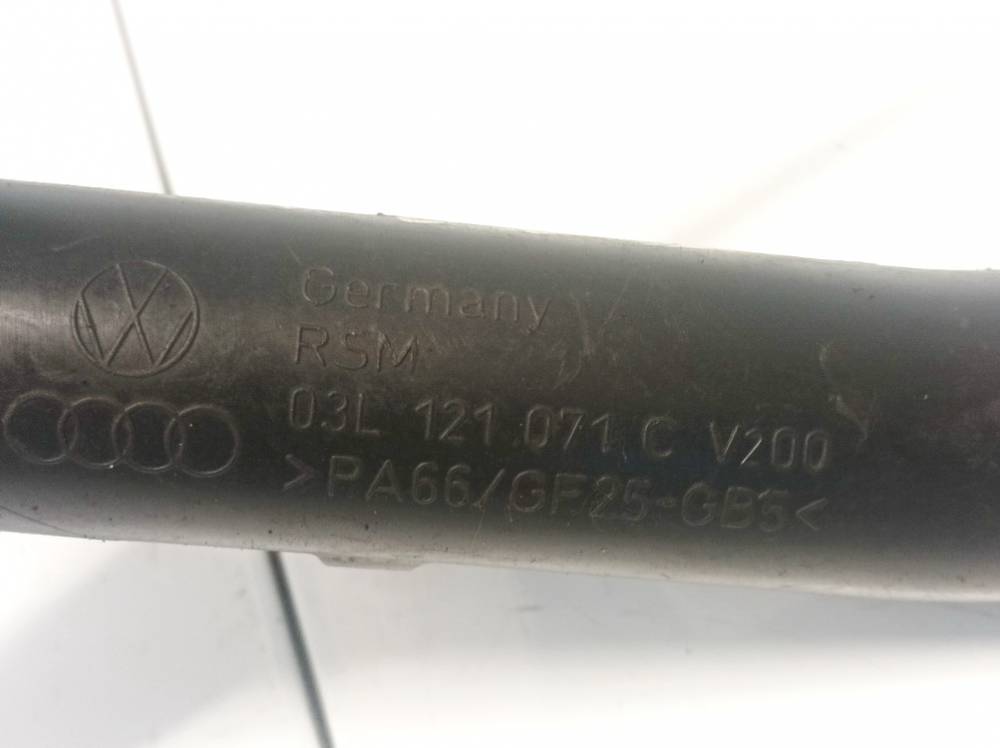 Germany
RSM
03L 121 071 C V200
>PA66/GF25-GB5<